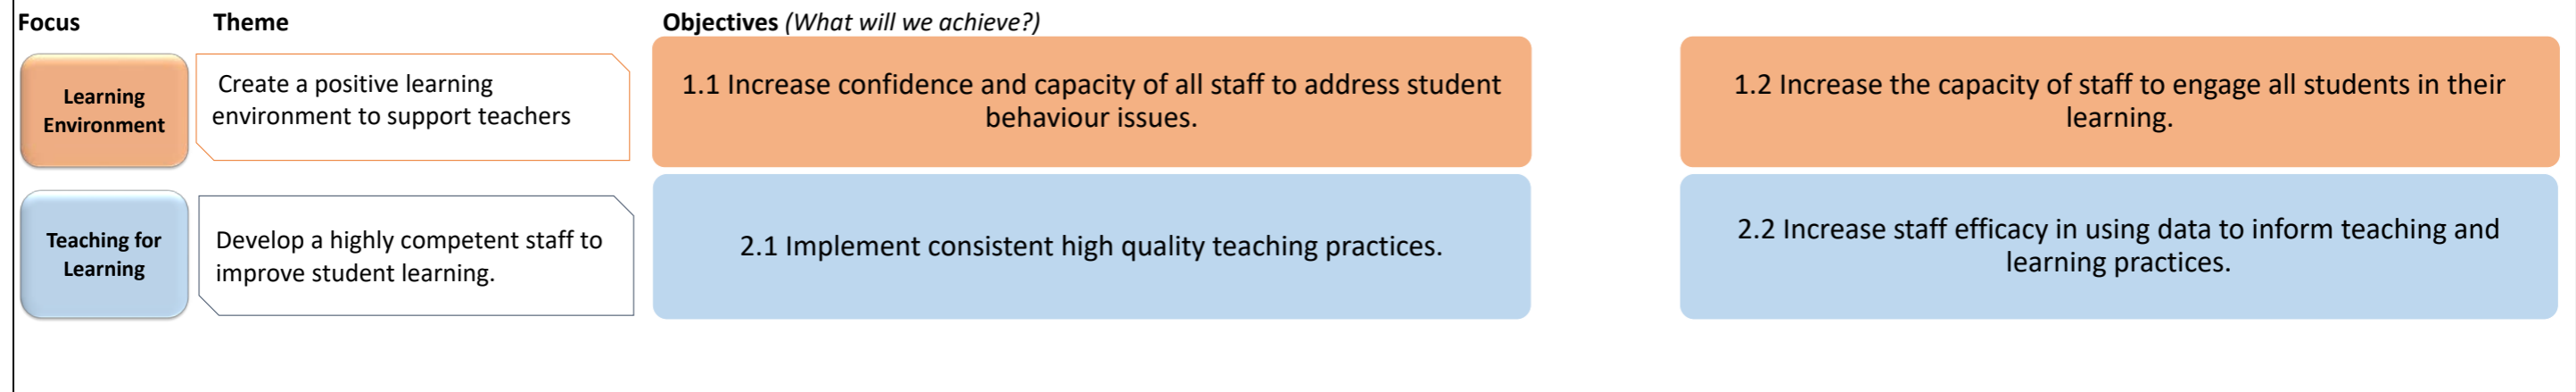 Focus Theme Objectives (What will we achieve?)
Learning
Environment
Create a positive learning
environment to support teachers
1.1 Increase confidence and capacity of all staff to address student
behaviour issues.
1.2 Increase the capacity of staff to engage all students in their
learning.
Teaching for
Learning
Develop a highly competent staff to
improve student learning.
2.1 Implement consistent high quality teaching practices.
2.2 Increase staff efficacy in using data to inform teaching and
learning practices.